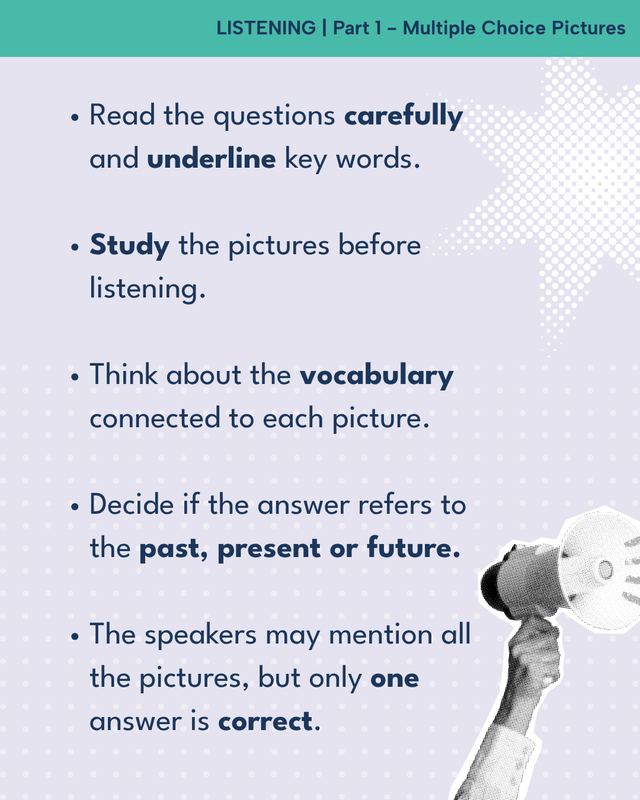 LISTENING | Part 1 – Multiple Choice Pictures
• Read the questions carefully
and underline key words.
• Study the pictures before
listening.
• Think about the vocabulary
connected to each picture.
• Decide if the answer refers to
the past, present or future.
• The speakers may mention all
the pictures, but only one
answer is correct.